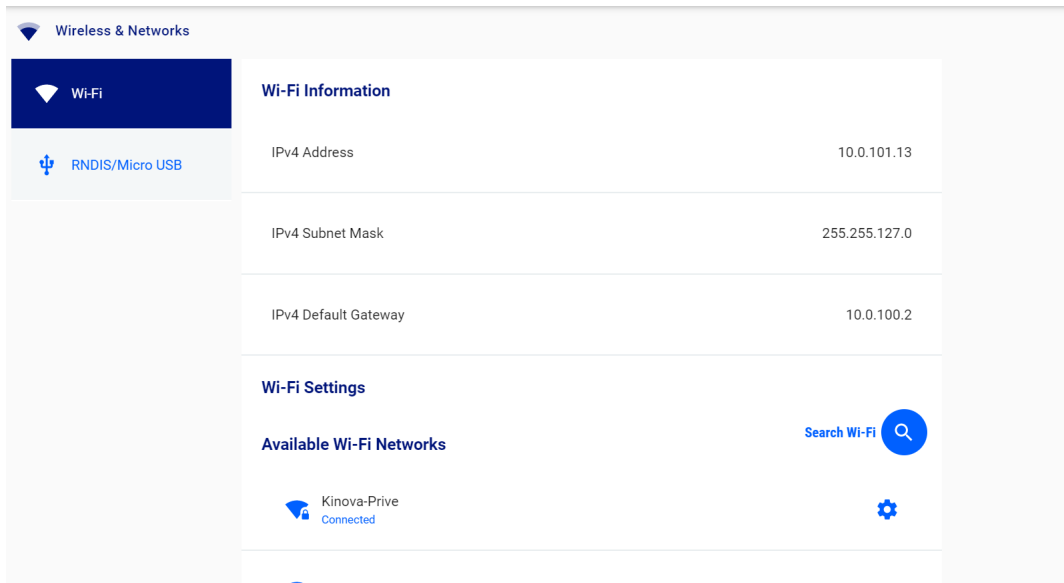 Wireless & Networks
Wi-Fi
RNDIS/Micro USB
Wi-Fi Information
IPv4 Address 10.0.101.13
IPv4 Subnet Mask 255.255.127.0
IPv4 Default Gateway 10.0.100.2
Wi-Fi Settings
Search Wi-Fi
Available Wi-Fi Networks
Kinova-Prive
Connected